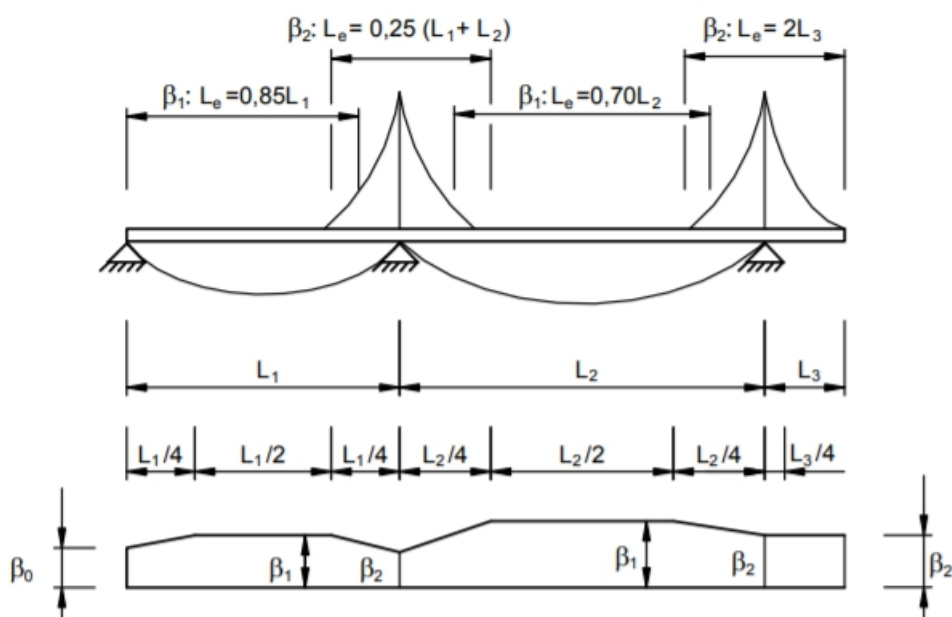 β₂: Lₑ= 0,25 (L₁+ L₂)
β₂: Lₑ= 2L₃
β₁: Lₑ=0,85L₁
β₁: Lₑ=0,70L₂
L₁
L₂
L₃
L₁/4
L₁/2
L₁/4
L₂/4
L₂/2
L₂/4
L₃/4
β₀
β₁
β₂
β₁
β₂
β₂